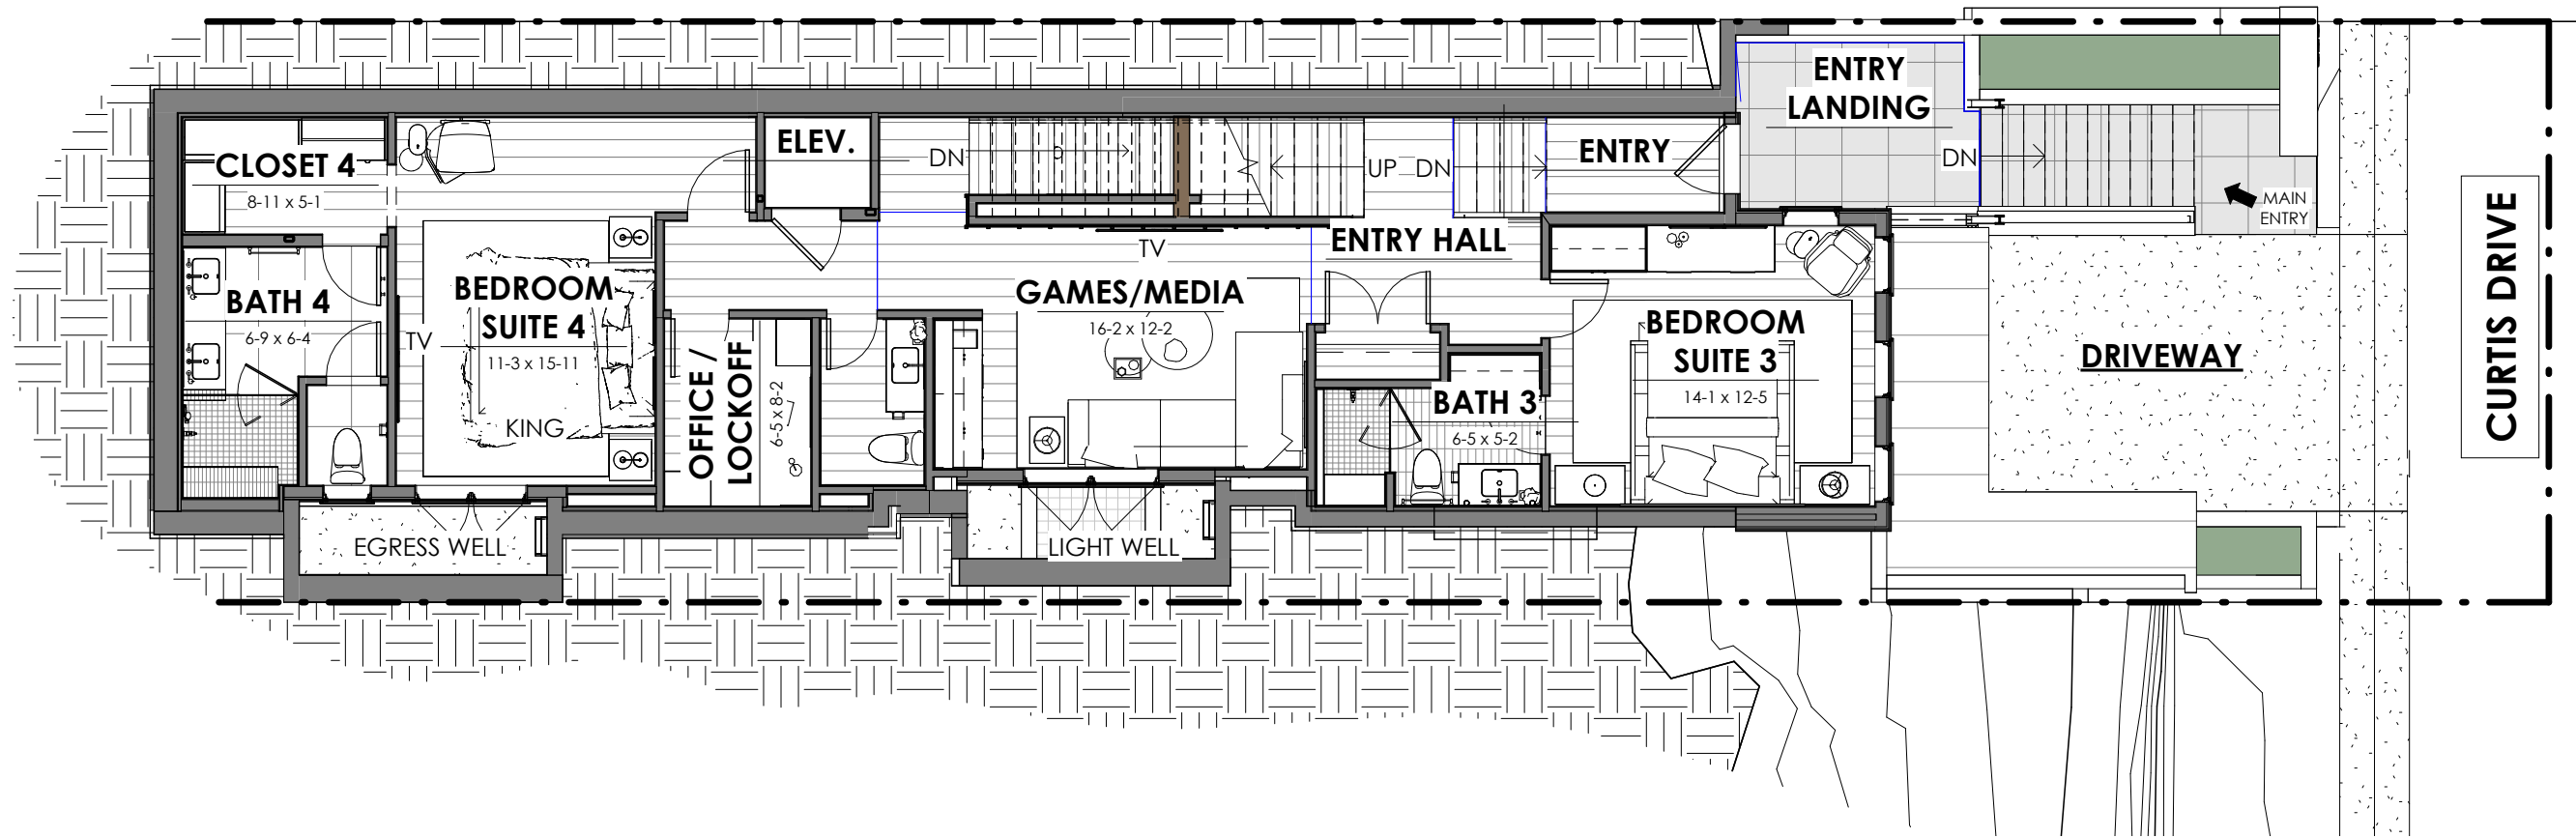 ENTRY
LANDING
DN
MAIN
ENTRY
CURTIS DRIVE
DRIVEWAY
CLOSET 4
8-11 x 5-1
ELEV.
DN
UP DN
ENTRY
BATH 4
6-9 x 6-4
BEDROOM
SUITE 4
11-3 x 15-11
TV
KING
OFFICE /
LOCKOFF
6-5 x 8-2
TV
GAMES/MEDIA
16-2 x 12-2
ENTRY HALL
BATH 3
6-5 x 5-2
BEDROOM
SUITE 3
14-1 x 12-5
EGRESS WELL
LIGHT WELL